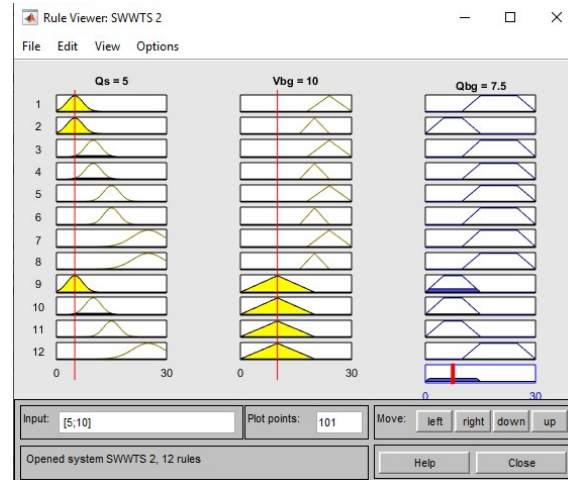 Rule Viewer: SWWTS 2
File Edit View Options
Qs = 5 Vbg = 10 Qbg = 7.5
1
2
3
4
5
6
7
8
9
10
11
12
0 30 0 30
0 30
Input: [5;10] Plot points: 101 Move: left right down up
Opened system SWWTS 2, 12 rules Help Close